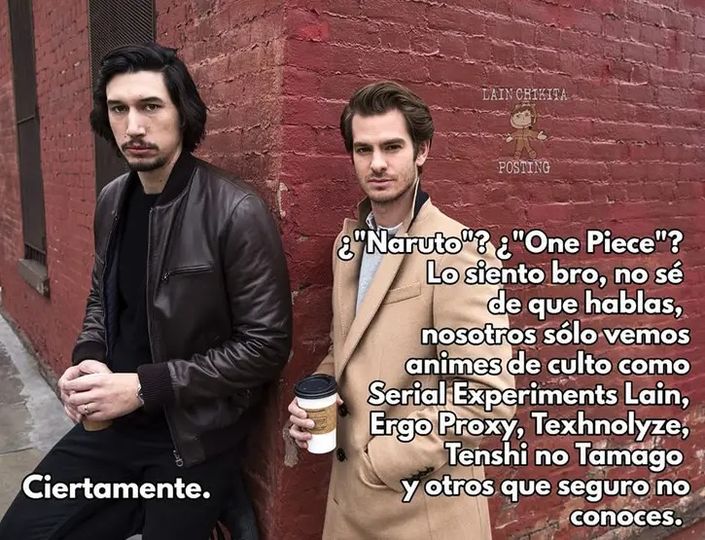 LAIN CHIKITA
POSTING
¿"Naruto"? ¿"One Piece"?
Lo siento bro, no sé
de que hablas,
nosotros sólo vemos
animes de culto como
Serial Experiments Lain,
Ergo Proxy, Texhnolyze,
Tenshi no Tamago
y otros que seguro no
conoces.
Ciertamente.